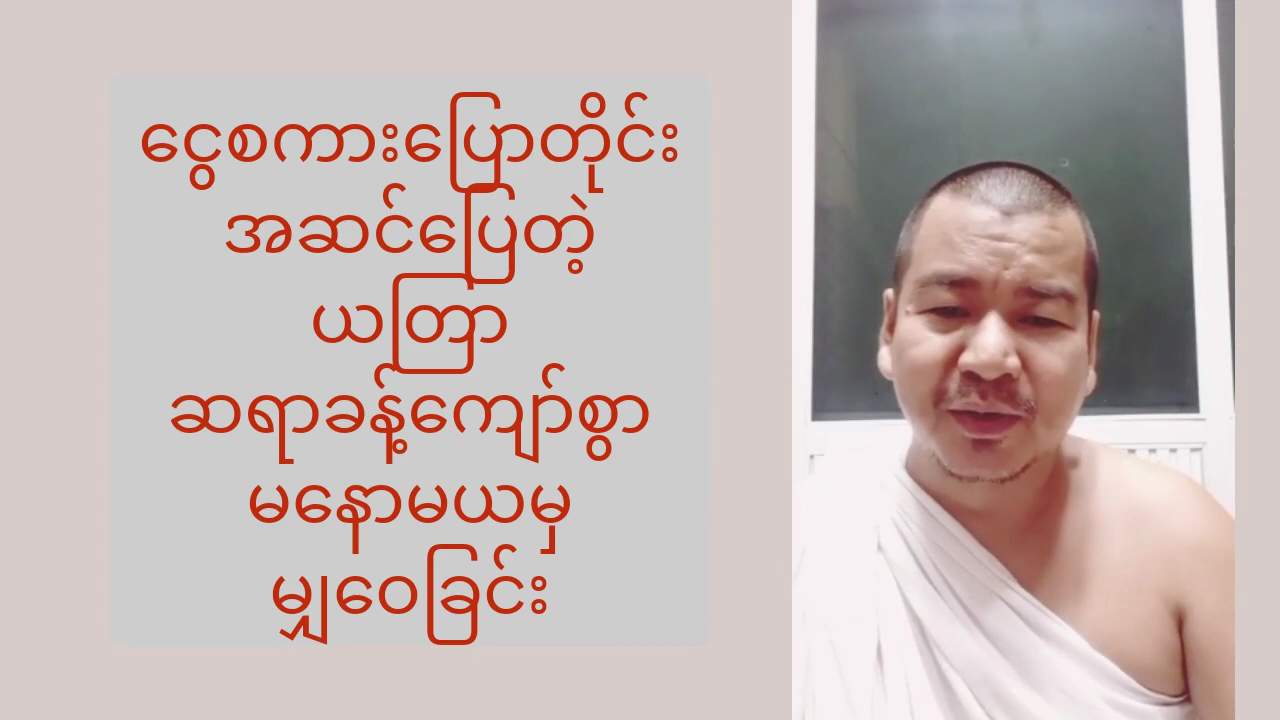 ငွေစကားပြောတိုင်း
အဆင်ပြေတဲ့
ယတြာ
ဆရာခန့်ကျော်စွာ
မနောမယမှ
မျှဝေခြင်း